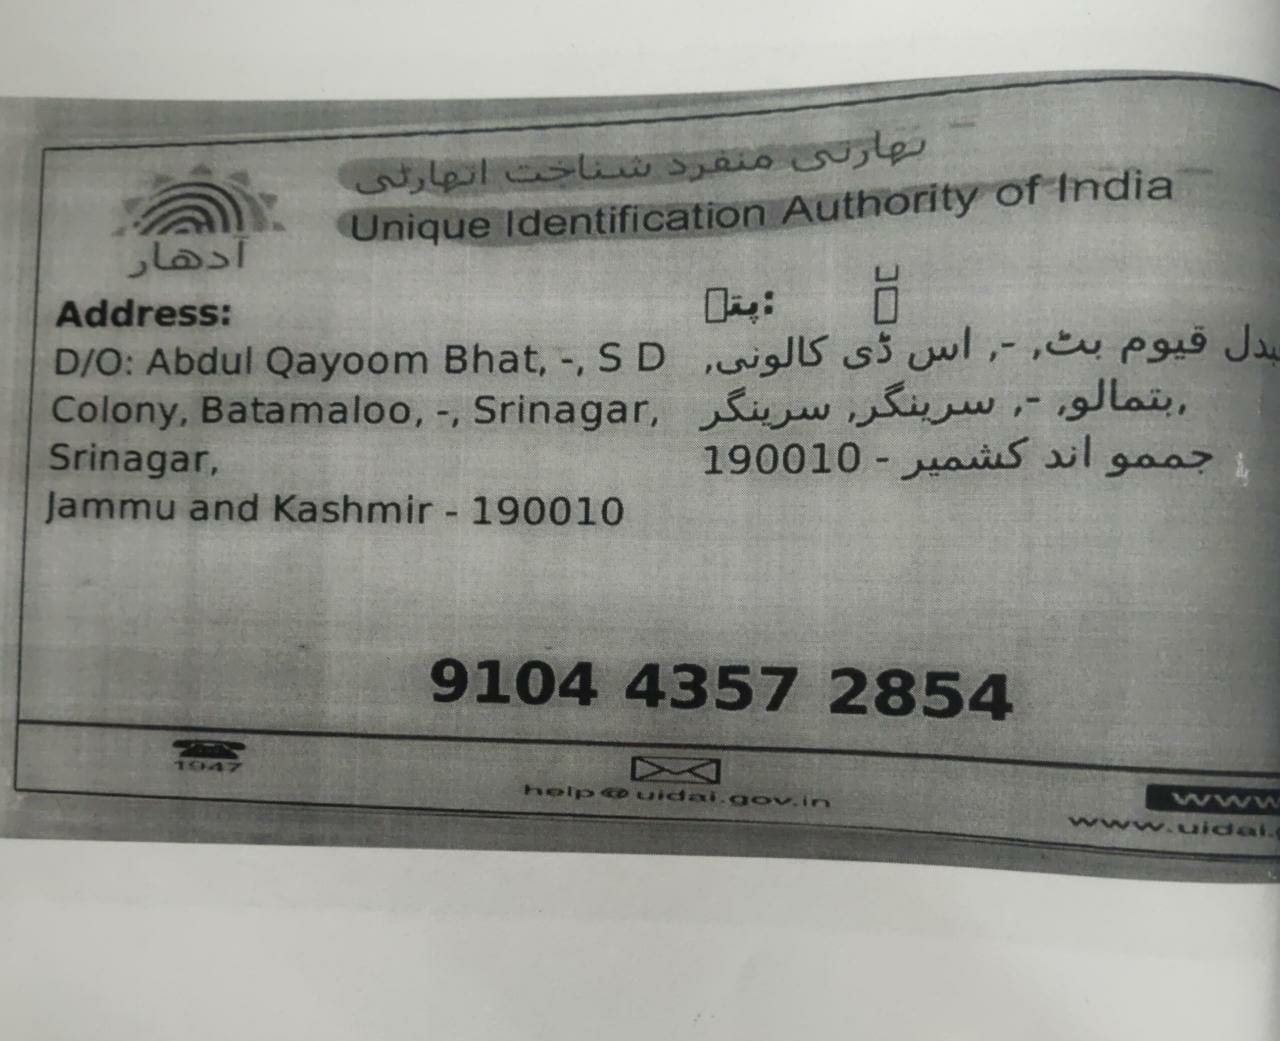 بھارتی منفرد شناخت اتھارٹی
Unique Identification Authority of India
آدھار
Address:
D/O: Abdul Qayoom Bhat, -, S D
Colony, Batamaloo, -, Srinagar,
Srinagar,
Jammu and Kashmir - 190010
قیوم بٹ, -, اس ڈی کالونی,
بتمالو, -, سرینگر, سرینگر,
جممو اند کشمیر - 190010
9104 4357 2854
1947
help@uidai.gov.in
www
www.uidai.